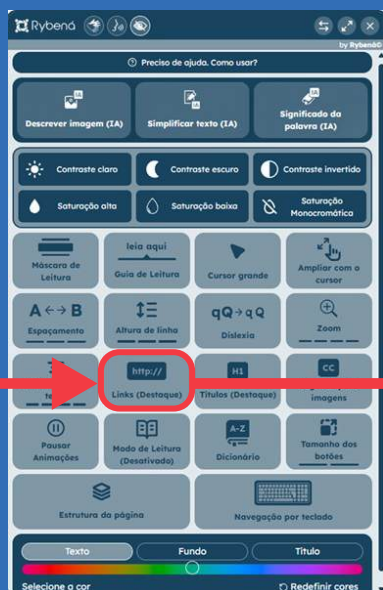 Rybená
by Rybená©
Preciso de ajuda. Como usar?
Descrever imagem (IA)
Simplificar texto (IA)
Significado da
palavra (IA)
Contraste
claro
Contraste escuro
Contraste invertido
Saturação alta
Saturação baixa
Saturação
Monocromática
Máscara de
Leitura
leia aqui
Guia de Leitura
Cursor grande
Ampliar com o
cursor
A ↔ B
Espaçamento
Altura de linha
qQ→qQ
Dislexia
Zoom
http://
Links (Destaque)
H1
Títulos (Destaque)
CC
imagens
Pausar
Animações
Modo de Leitura
(Desativado)
A-Z
Dicionário
Tamanho dos
botões
Estrutura da página
Navegação por teclado
Texto
Fundo
Título
Selecione a cor
Redefinir cores